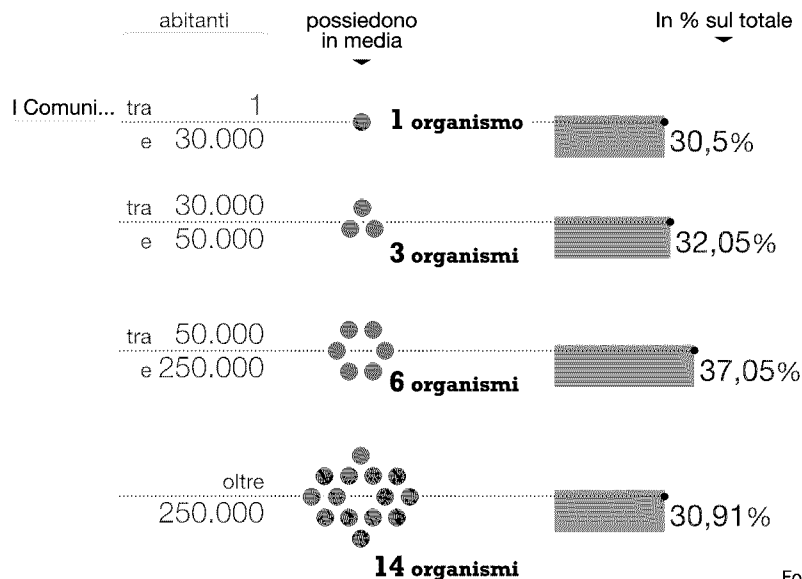 abitanti
possiedono
in media
In % sul totale
I Comuni... tra 1
e 30.000
1 organismo
30,5%
tra 30.000
e 50.000
3 organismi
32,05%
tra 50.000
e 250.000
6 organismi
37,05%
oltre
250.000
14 organismi
30,91%